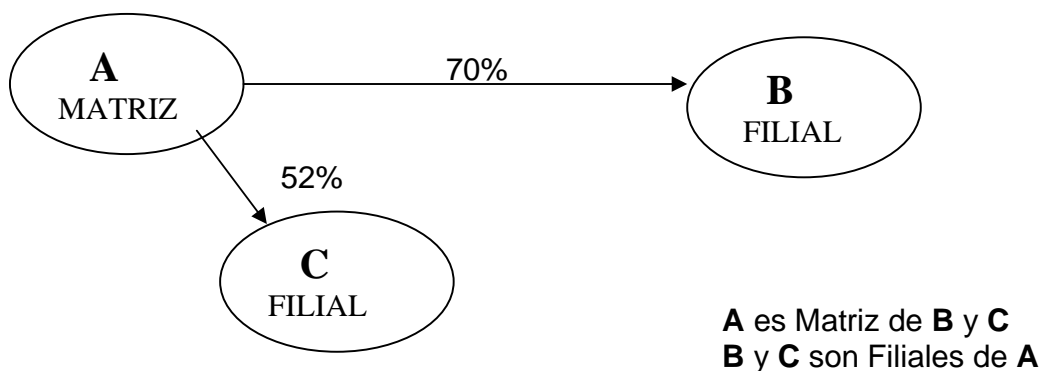 A
MATRIZ
70%
B
FILIAL
52%
C
FILIAL
A es Matriz de B y C
B y C son Filiales de A